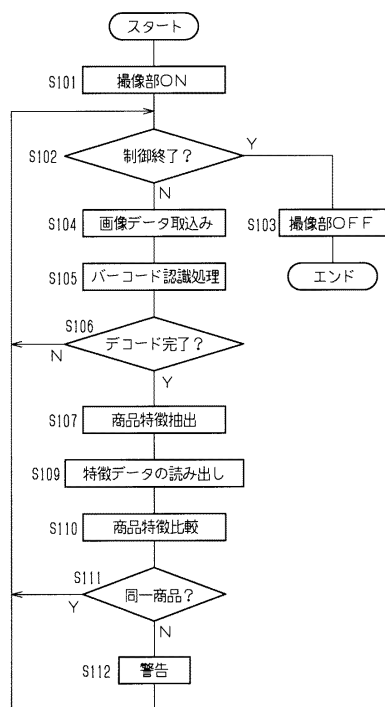 スタート
S101 撮像部ON
S102 制御終了? Y
N
S104 画像データ取込み S103 撮像部OFF
S105 バーコード認識処理 エンド
S106
デコード完了?
N
Y
S107 商品特徴抽出
S109 特徴データの読み出し
S110 商品特徴比較
S111
同一商品?
Y
N
S112 警告